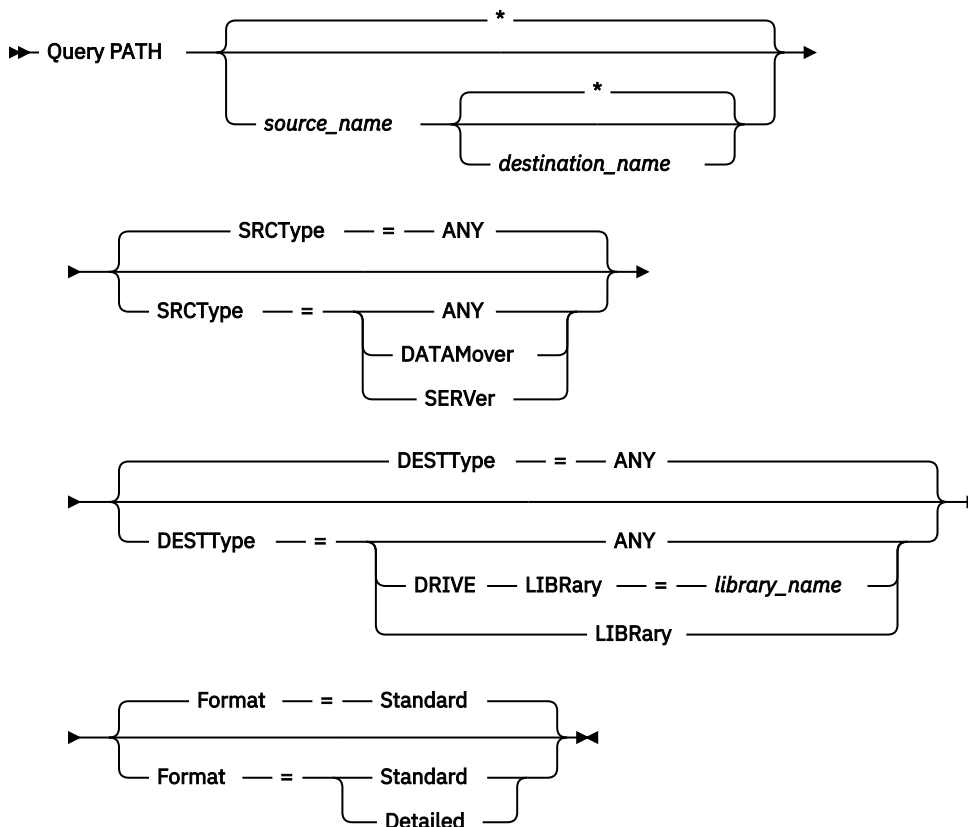 *
Query PATH
*
source_name
destination_name
SRCType = ANY
SRCType = ANY
DATAMover
SERVer
DESTType = ANY
DESTType = ANY
DRIVE LIBRary = library_name
LIBRary
Format = Standard
Format = Standard
Detailed